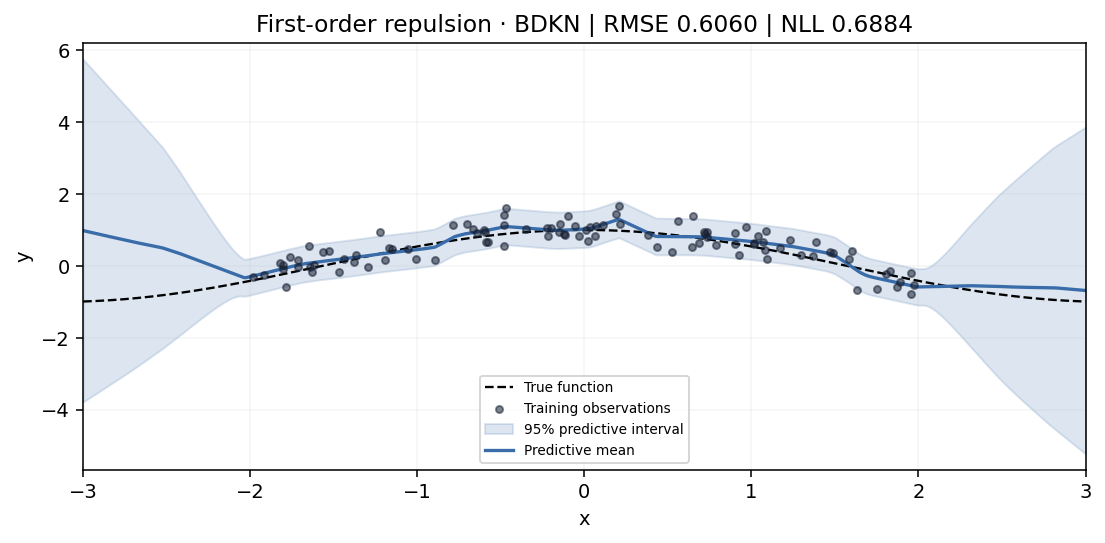 First-order repulsion · BDKN | RMSE 0.6060 | NLL 0.6884
y
6
4
2
0
−2
−4
True function
Training observations
95% predictive interval
Predictive mean
−3 −2 −1 0 1 2 3
x